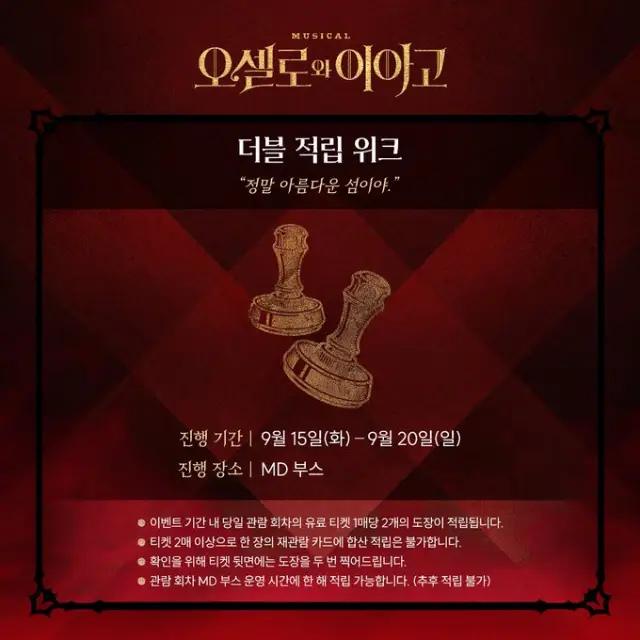 MUSICAL
오셀로와 이아고
더블 적립 위크
“정말 아름다운 섬이야.”
진행 기간 | 9월 15일(화) – 9월 20일(일)
진행 장소 | MD 부스
이벤트 기간 내 당일 관람 회차의 유료 티켓 1매당 2개의 도장이 적립됩니다.
티켓 2매 이상으로 한 장의 재관람 카드에 합산 적립은 불가합니다.
확인을 위해 티켓 뒷면에는 도장을 두 번 찍어드립니다.
관람 회차 MD 부스 운영 시간에 한 해 적립 가능합니다. (추후 적립 불가)